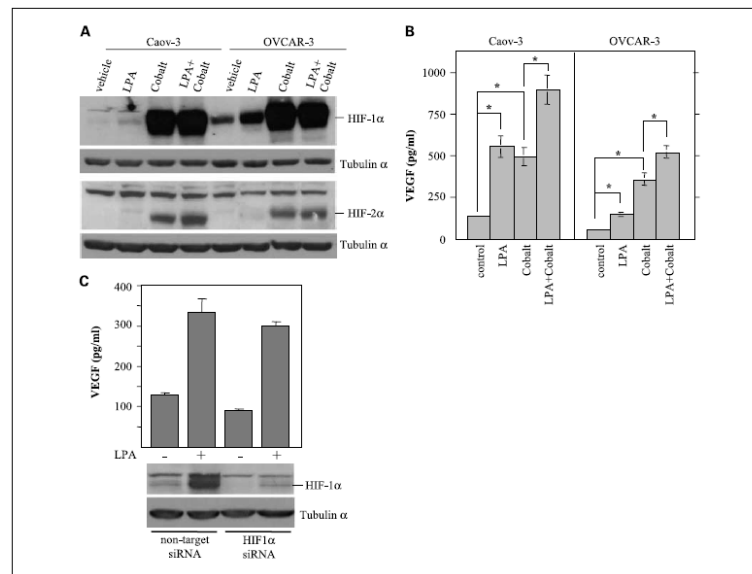 A
Caov-3 OVCAR-3
vehicle LPA Cobalt LPA+ Cobalt vehicle LPA Cobalt LPA+ Cobalt
HIF-1α
Tubulin α
HIF-2α
Tubulin α
B
Caov-3 OVCAR-3
VEGF (pg/ml)
1000
750
500
250
0
* * * * * *
control LPA Cobalt LPA+Cobalt control LPA Cobalt LPA+Cobalt
C
VEGF (pg/ml)
400
300
200
100
LPA - + - +
HIF-1α
Tubulin α
non-target siRNA
HIF1α siRNA